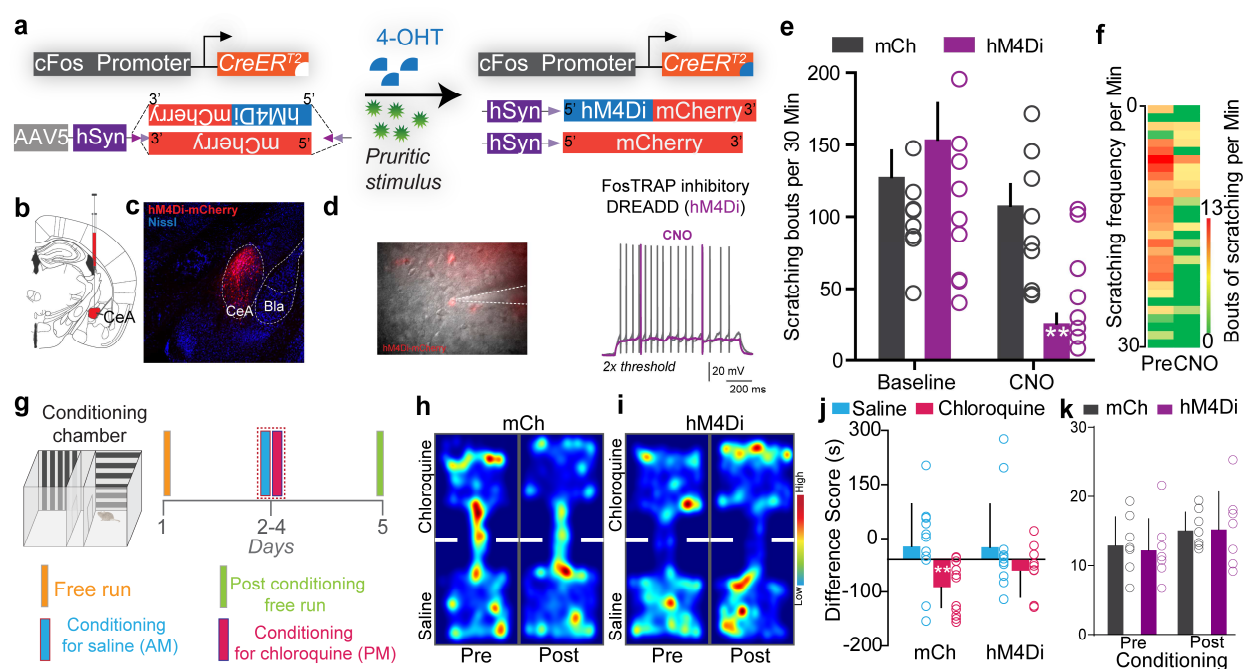 a
cFos Promoter
CreERT2
4-OHT
cFos Promoter
CreERT2
3'
5'
mCherry
hM4Di
AAV5
hSyn
3'
mCherry
5'
Pruritic
stimulus
hSyn
5'
hM4Di
mCherry
3'
hSyn
mCherry
5'
3'
b
CeA
c
hM4Di-mCherry
Nissl
CeA
Bla
d
hM4Di-mCherry
FosTRAP inhibitory
DREADD (hM4Di)
CNO
2x threshold
20 mV
200 ms
e
mCh
hM4Di
Scratching bouts per 30 Min
200
150
100
50
0
**
Baseline
CNO
f
Scratching frequency per Min
0
30
Pre
CNO
13
0
Bouts of scratching per Min
g
Conditioning
chamber
1
2-4
5
Days
Free run
Post conditioning
free run
Conditioning
for saline (AM)
Conditioning
for chloroquine (PM)
h
mCh
Chloroquine
Saline
Pre
Post
i
hM4Di
Chloroquine
Saline
Pre
Post
High
Low
j
Saline
Chloroquine
Difference Score (s)
300
150
0
-100
-200
**
mCh
hM4Di
k
mCh
hM4Di
30
20
10
0
Pre
Post
Conditioning